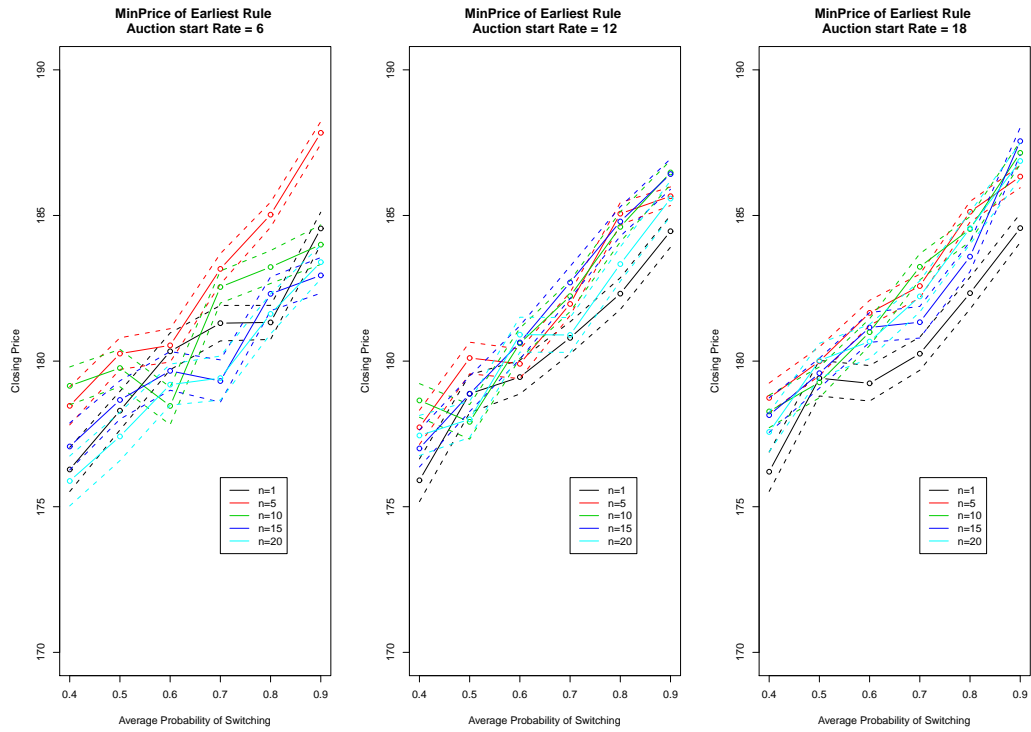 MinPrice of Earliest Rule
Auction start Rate = 6
Closing Price
190
185
180
175
170
n=1
n=5
n=10
n=15
n=20
0.4 0.5 0.6 0.7 0.8 0.9
Average Probability of Switching
MinPrice of Earliest Rule
Auction start Rate = 12
Closing Price
190
185
180
175
170
n=1
n=5
n=10
n=15
n=20
0.4 0.5 0.6 0.7 0.8 0.9
Average Probability of Switching
MinPrice of Earliest Rule
Auction start Rate = 18
Closing Price
190
185
180
175
170
n=1
n=5
n=10
n=15
n=20
0.4 0.5 0.6 0.7 0.8 0.9
Average Probability of Switching